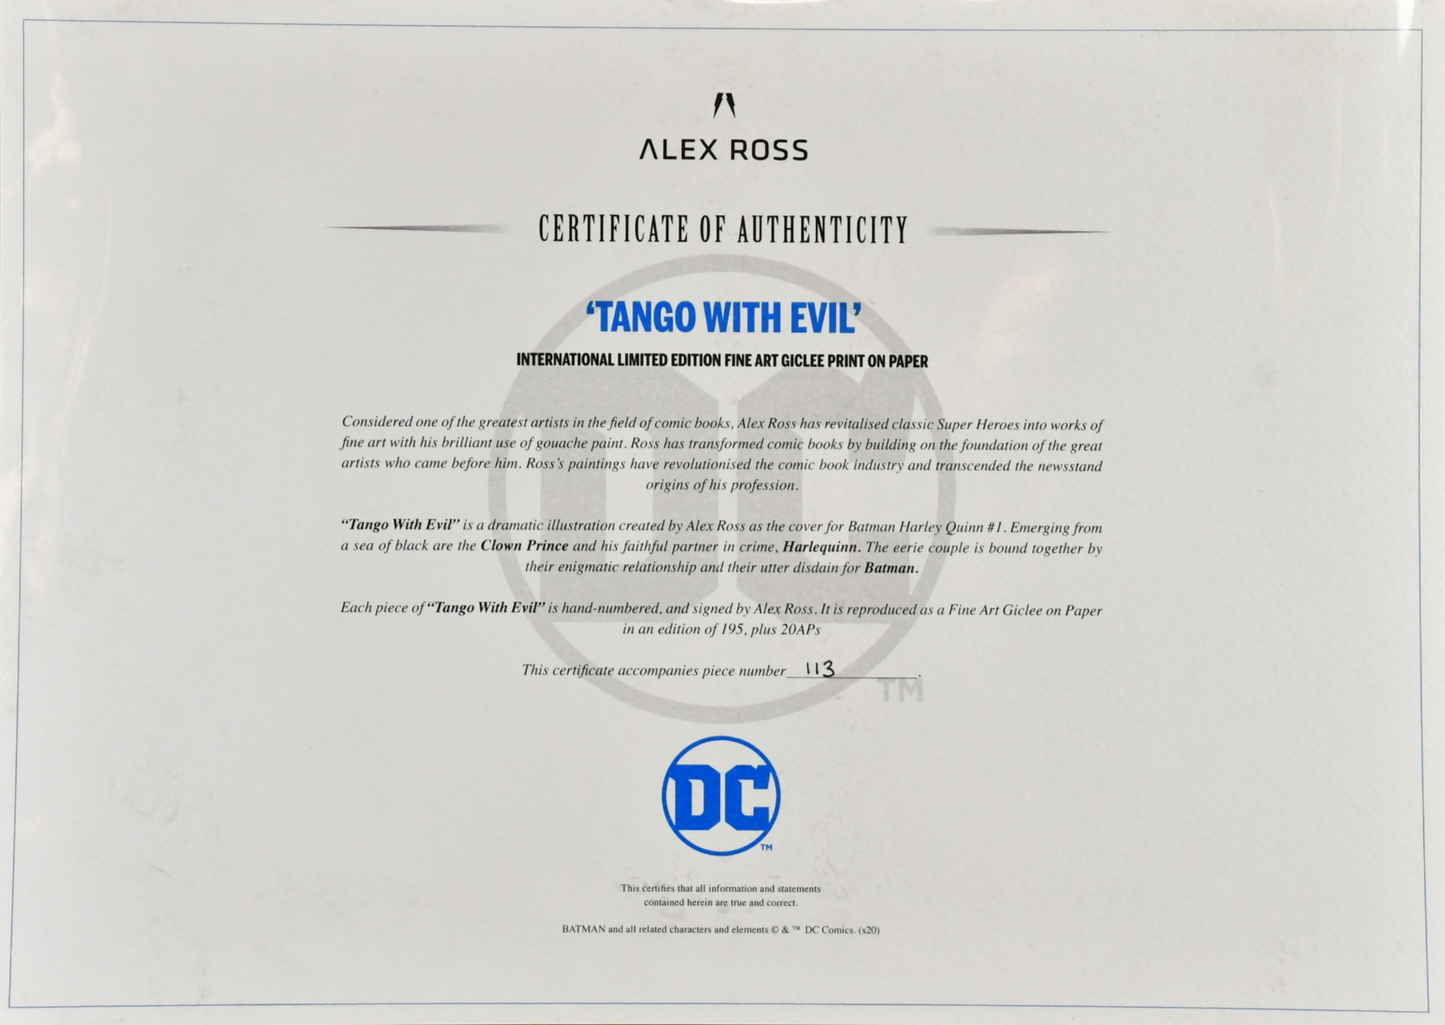 ALEX ROSS
CERTIFICATE OF AUTHENTICITY
‘TANGO WITH EVIL’
INTERNATIONAL LIMITED EDITION FINE ART GICLEE PRINT ON PAPER
Considered one of the greatest artists in the field of comic books, Alex Ross has revitalised classic Super Heroes into works of
fine art with his brilliant use of gouache paint. Ross has transformed comic books by building on the foundation of the great
artists who came before him. Ross's paintings have revolutionised the comic book industry and transcended the newsstand
origins of his profession.
“Tango With Evil” is a dramatic illustration created by Alex Ross as the cover for Batman Harley Quinn #1. Emerging from
a sea of black are the Clown Prince and his faithful partner in crime, Harlequinn. The eerie couple is bound together by
their enigmatic relationship and their utter disdain for Batman.
Each piece of “Tango With Evil” is hand-numbered, and signed by Alex Ross. It is reproduced as a Fine Art Giclee on Paper
in an edition of 195, plus 20APs
This certificate accompanies piece number 113.
DC TM
DC
TM
This certifies that all information and statements
contained herein are true and correct.
BATMAN and all related characters and elements © & ™ DC Comics. (s20)